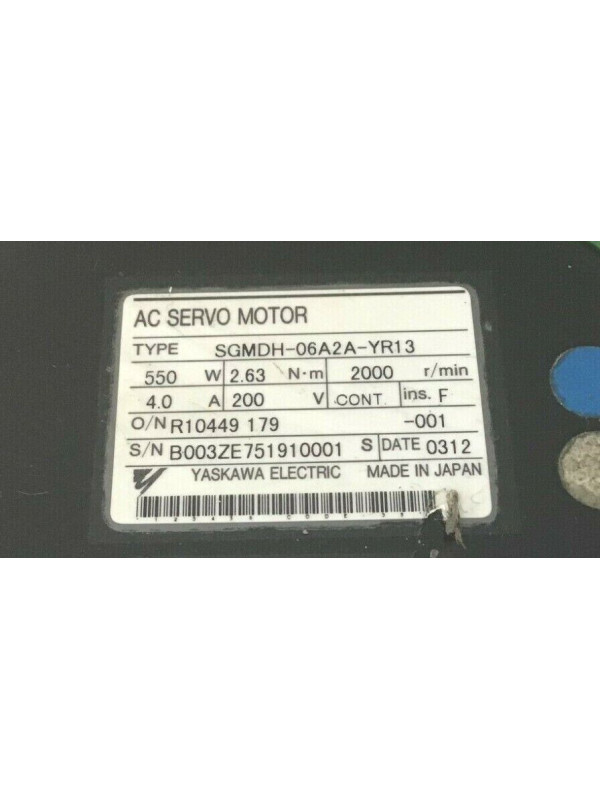 AC SERVO MOTOR
TYPE SGMDH-06A2A-YR13
550 W 2.63 N·m 2000 r/min
4.0 A 200 V CONT. ins. F
O/N R10449 179 -001
S/N B003ZE751910001 S DATE 0312
YASKAWA ELECTRIC MADE IN JAPAN